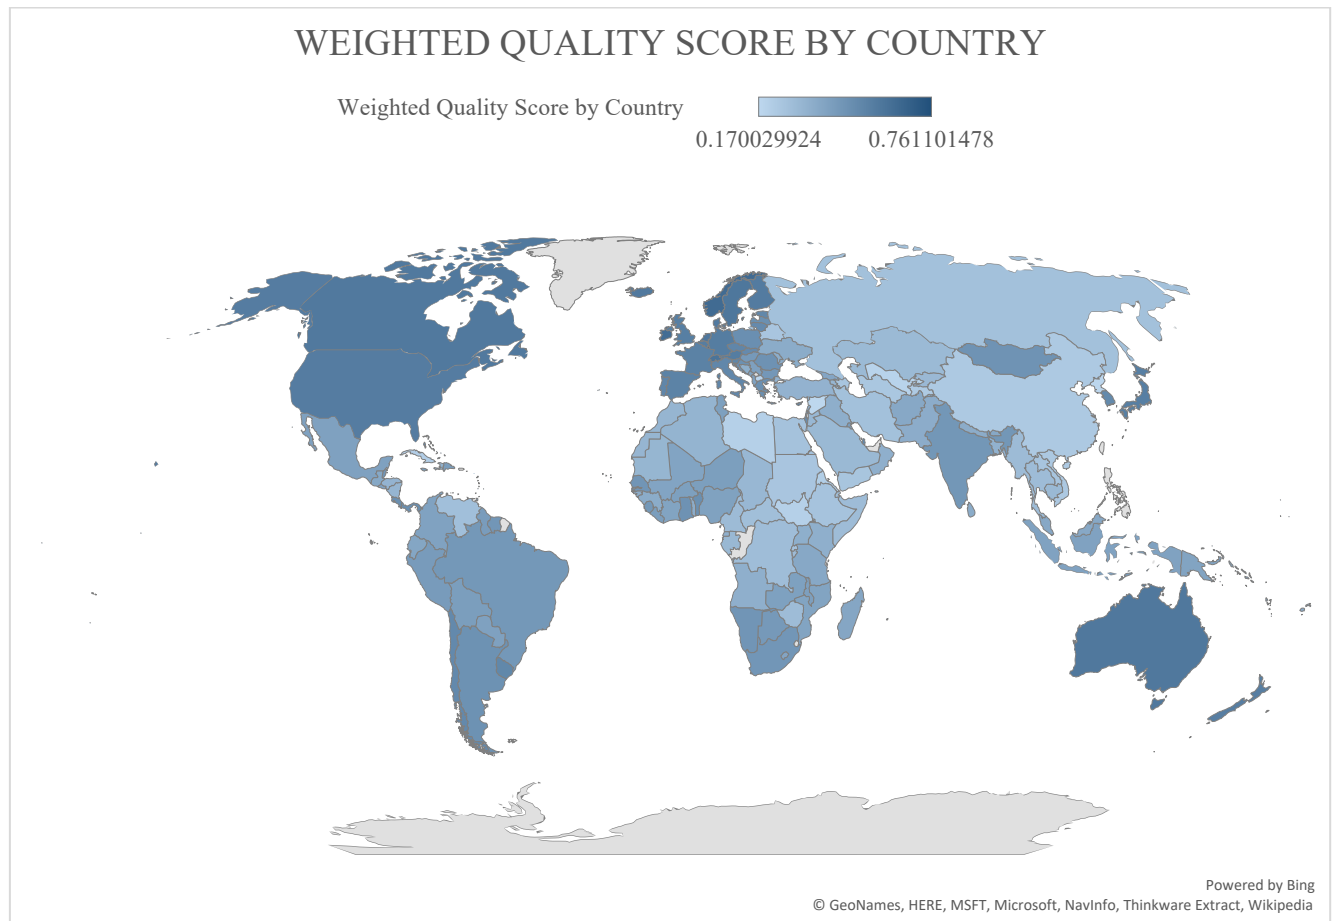 WEIGHTED QUALITY SCORE BY COUNTRY
Weighted Quality Score by Country
0.170029924 0.761101478
Powered by Bing
© GeoNames, HERE, MSFT, Microsoft, NavInfo, Thinkware Extract, Wikipedia